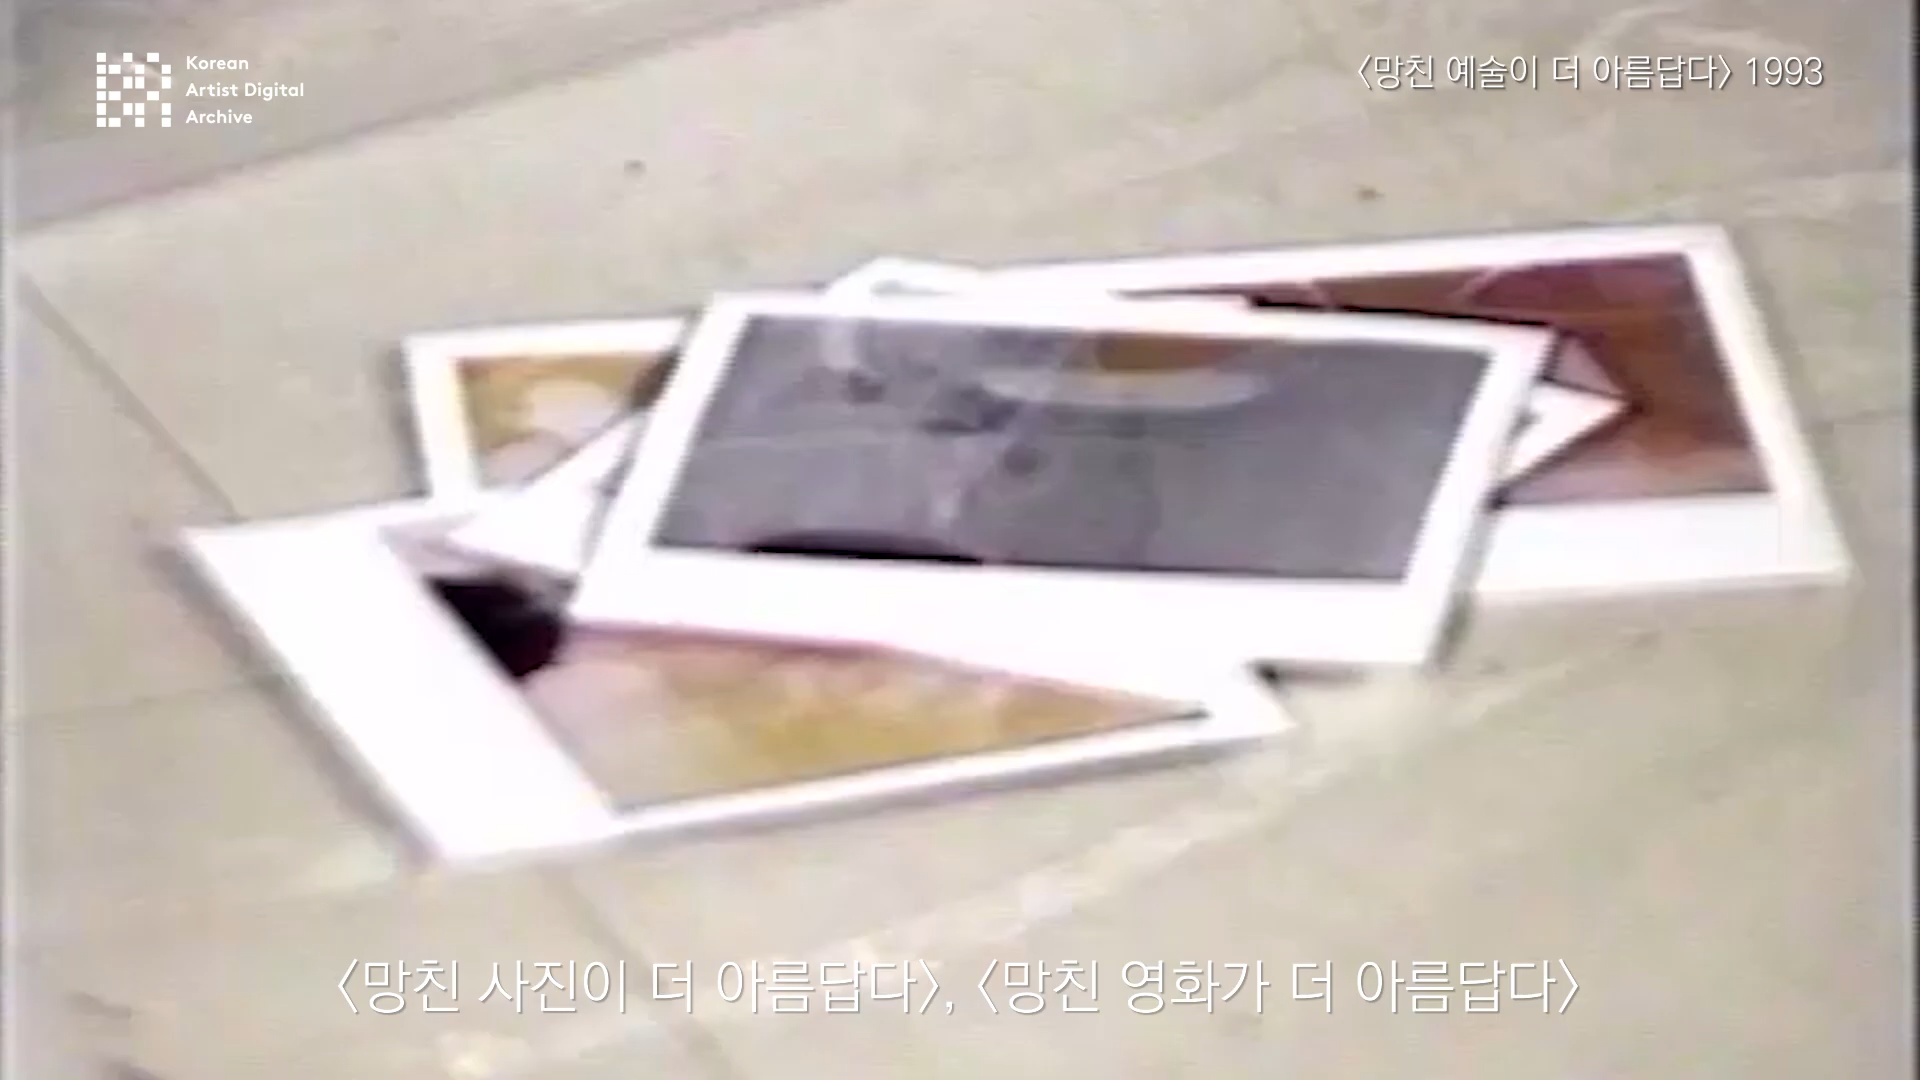 Korean
Artist Digital
Archive
〈망친 예술이 더 아름답다〉 1993
〈망친 사진이 더 아름답다〉, 〈망친 영화가 더 아름답다〉